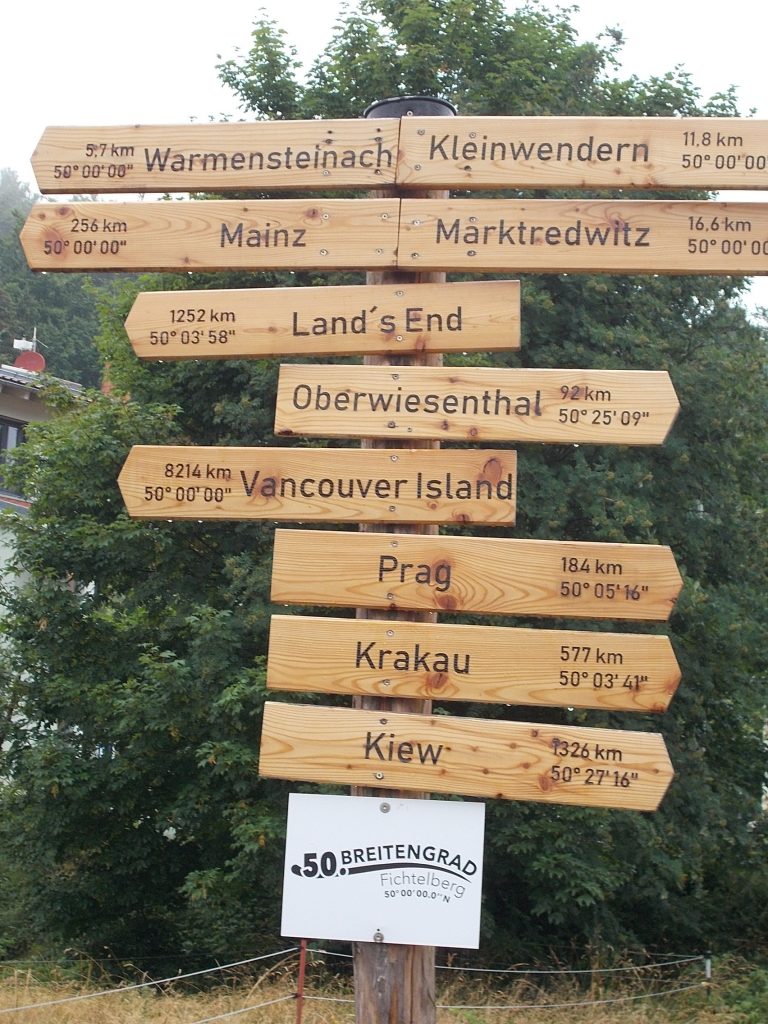 5,7 km
50° 00' 00"
Warmensteinach
Kleinwendern
11,8 km
50° 00' 00"
256 km
50° 00' 00"
Mainz
Marktredwitz
16,6 km
50° 00' 00
1252 km
50° 03' 58"
Land´s End
Oberwiesenthal
92 km
50° 25' 09"
8214 km
50° 00' 00"
Vancouver Island
Prag
184 km
50° 05' 16"
Krakau
577 km
50° 03' 41"
Kiew
1326 km
50° 27' 16"
50. BREITENGRAD
Fichtelberg
50°00'00.0"N